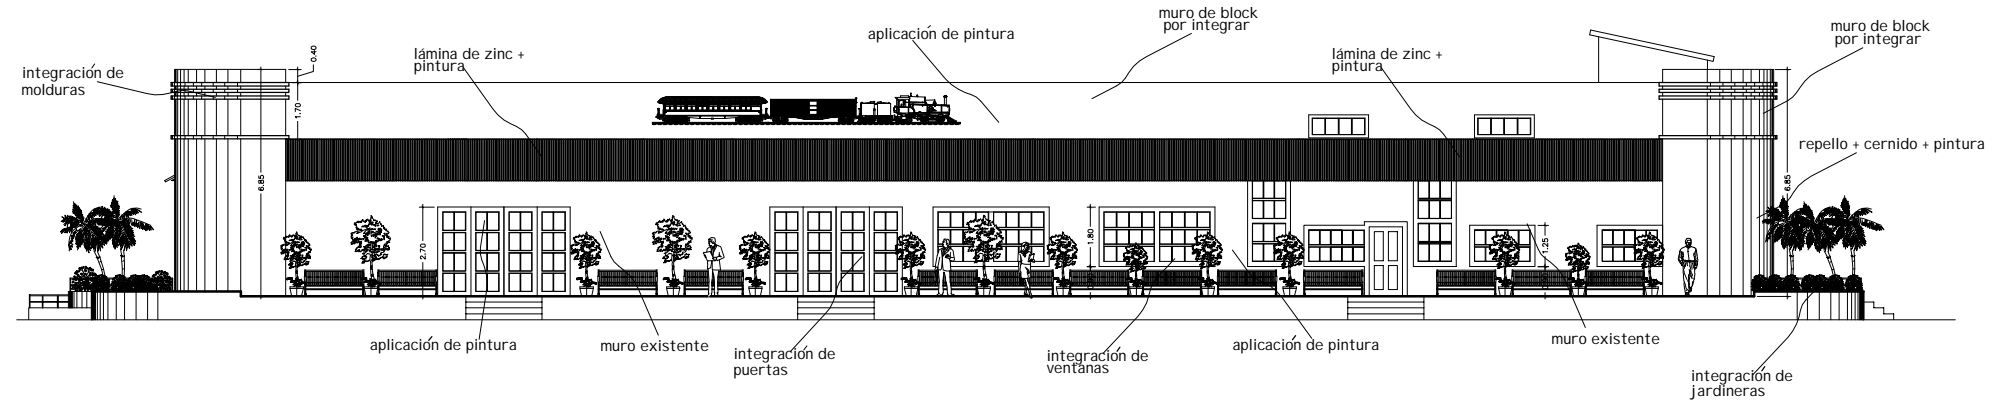 muro de block
por integrar
muro de block
por integrar
aplicación de pintura
lámina de zinc +
pintura
lámina de zinc +
pintura
0.40
integración de
molduras
1.70
repello + cernido + pintura
6.85
6.85
2.70
1.80
1.25
aplicación de pintura
muro existente
integración de
puertas
integración de
ventanas
aplicación de pintura
muro existente
integración de
jardineras